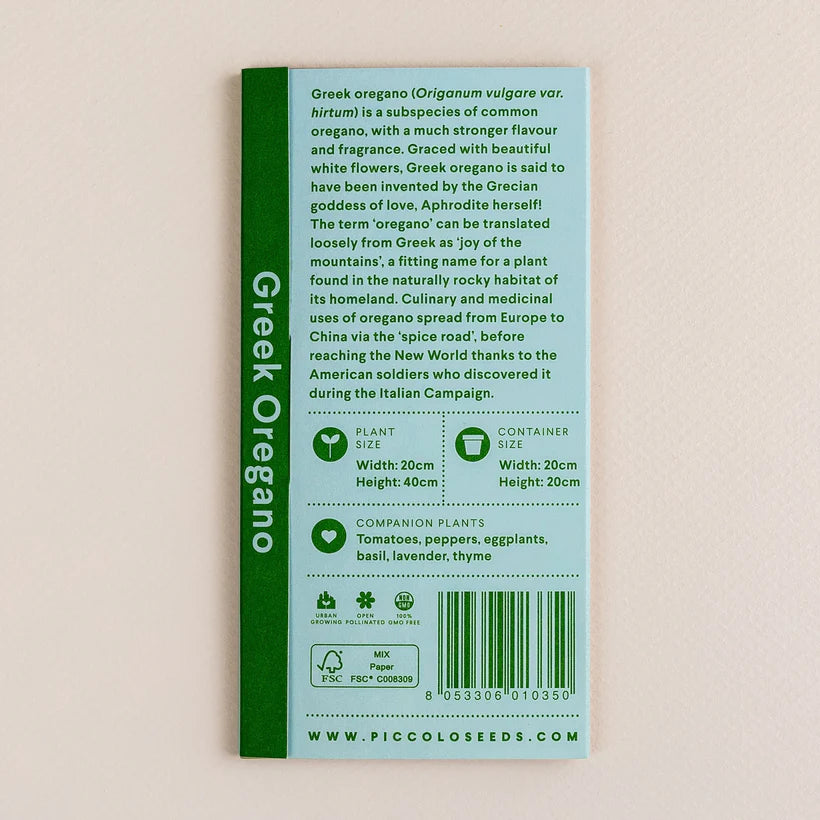 Greek Oregano
Greek oregano (Origanum vulgare var.
hirtum) is a subspecies of common
oregano, with a much stronger flavour
and fragrance. Graced with beautiful
white flowers, Greek oregano is said to
have been invented by the Grecian
goddess of love, Aphrodite herself!
The term ‘oregano’ can be translated
loosely from Greek as ‘joy of the
mountains’, a fitting name for a plant
found in the naturally rocky habitat of
its homeland. Culinary and medicinal
uses of oregano spread from Europe to
China via the ‘spice road’, before
reaching the New World thanks to the
American soldiers who discovered it
during the Italian Campaign.
PLANT
SIZE
Width: 20cm
Height: 40cm
CONTAINER
SIZE
Width: 20cm
Height: 20cm
COMPANION PLANTS
Tomatoes, peppers, eggplants,
basil, lavender, thyme
URBAN
GROWING
OPEN
POLLINATED
NON
GMO
100%
GMO FREE
FSC
MIX
Paper
FSC® C008309
8 053306 010350
WWW.PICCOLOSEEDS.COM